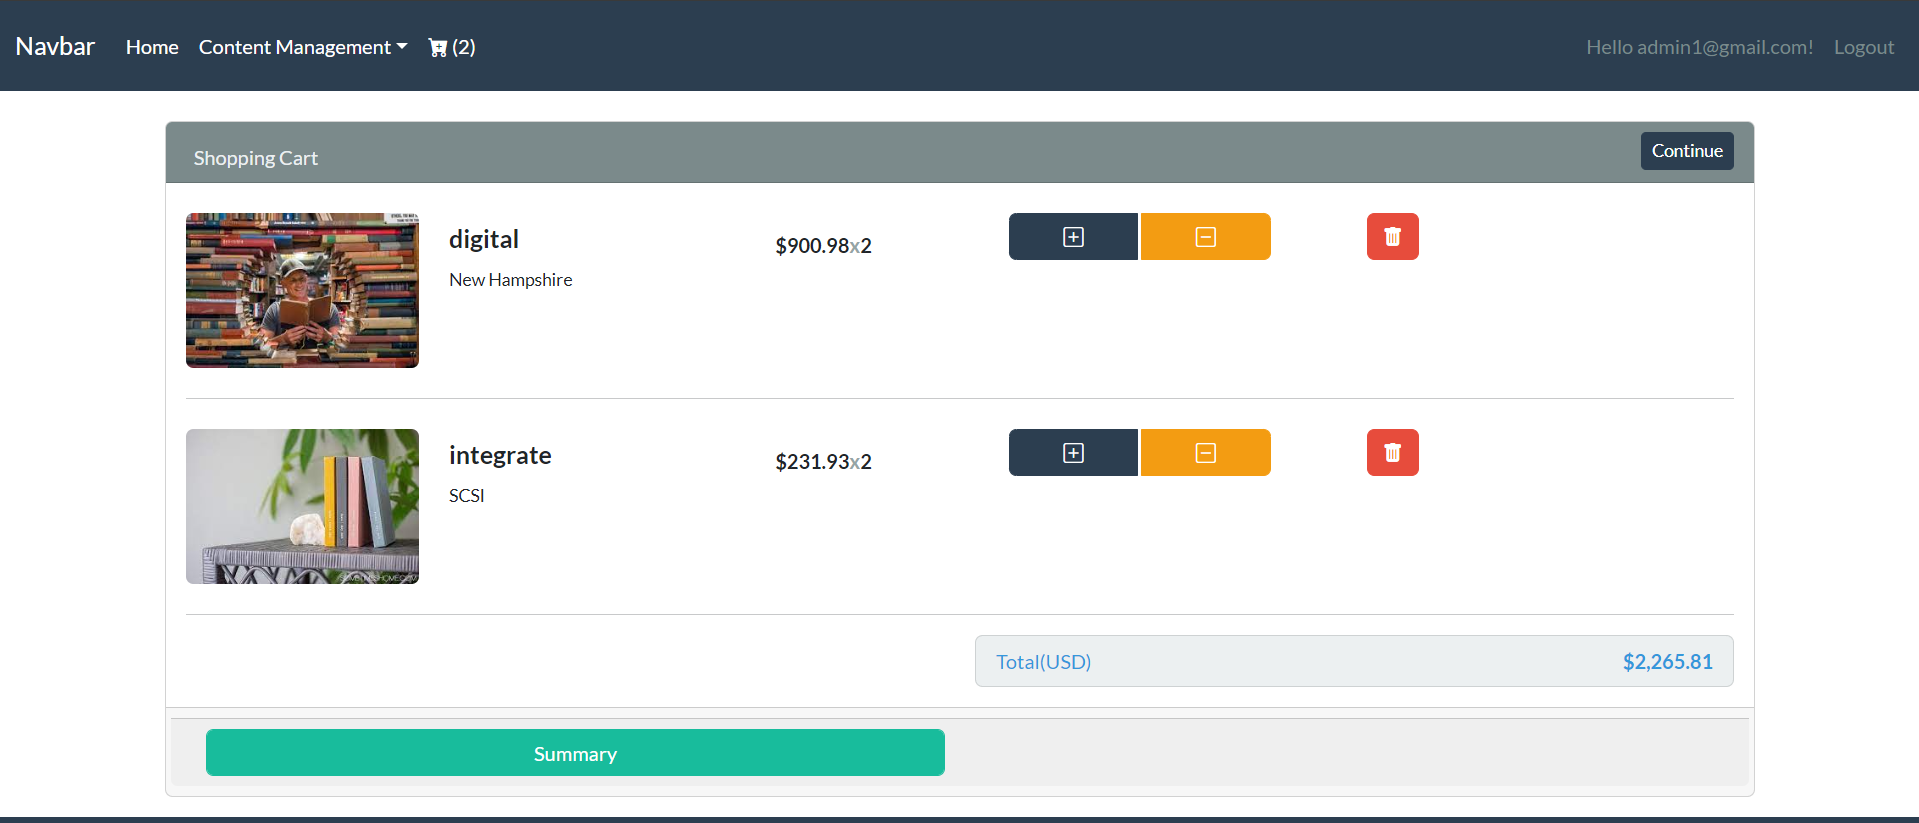 Navbar Home Content Management (2) Hello admin1@gmail.com! Logout
Shopping Cart Continue
digital $900.98x2
New Hampshire
integrate $231.93x2
SCSI
Total(USD) $2,265.81
Summary